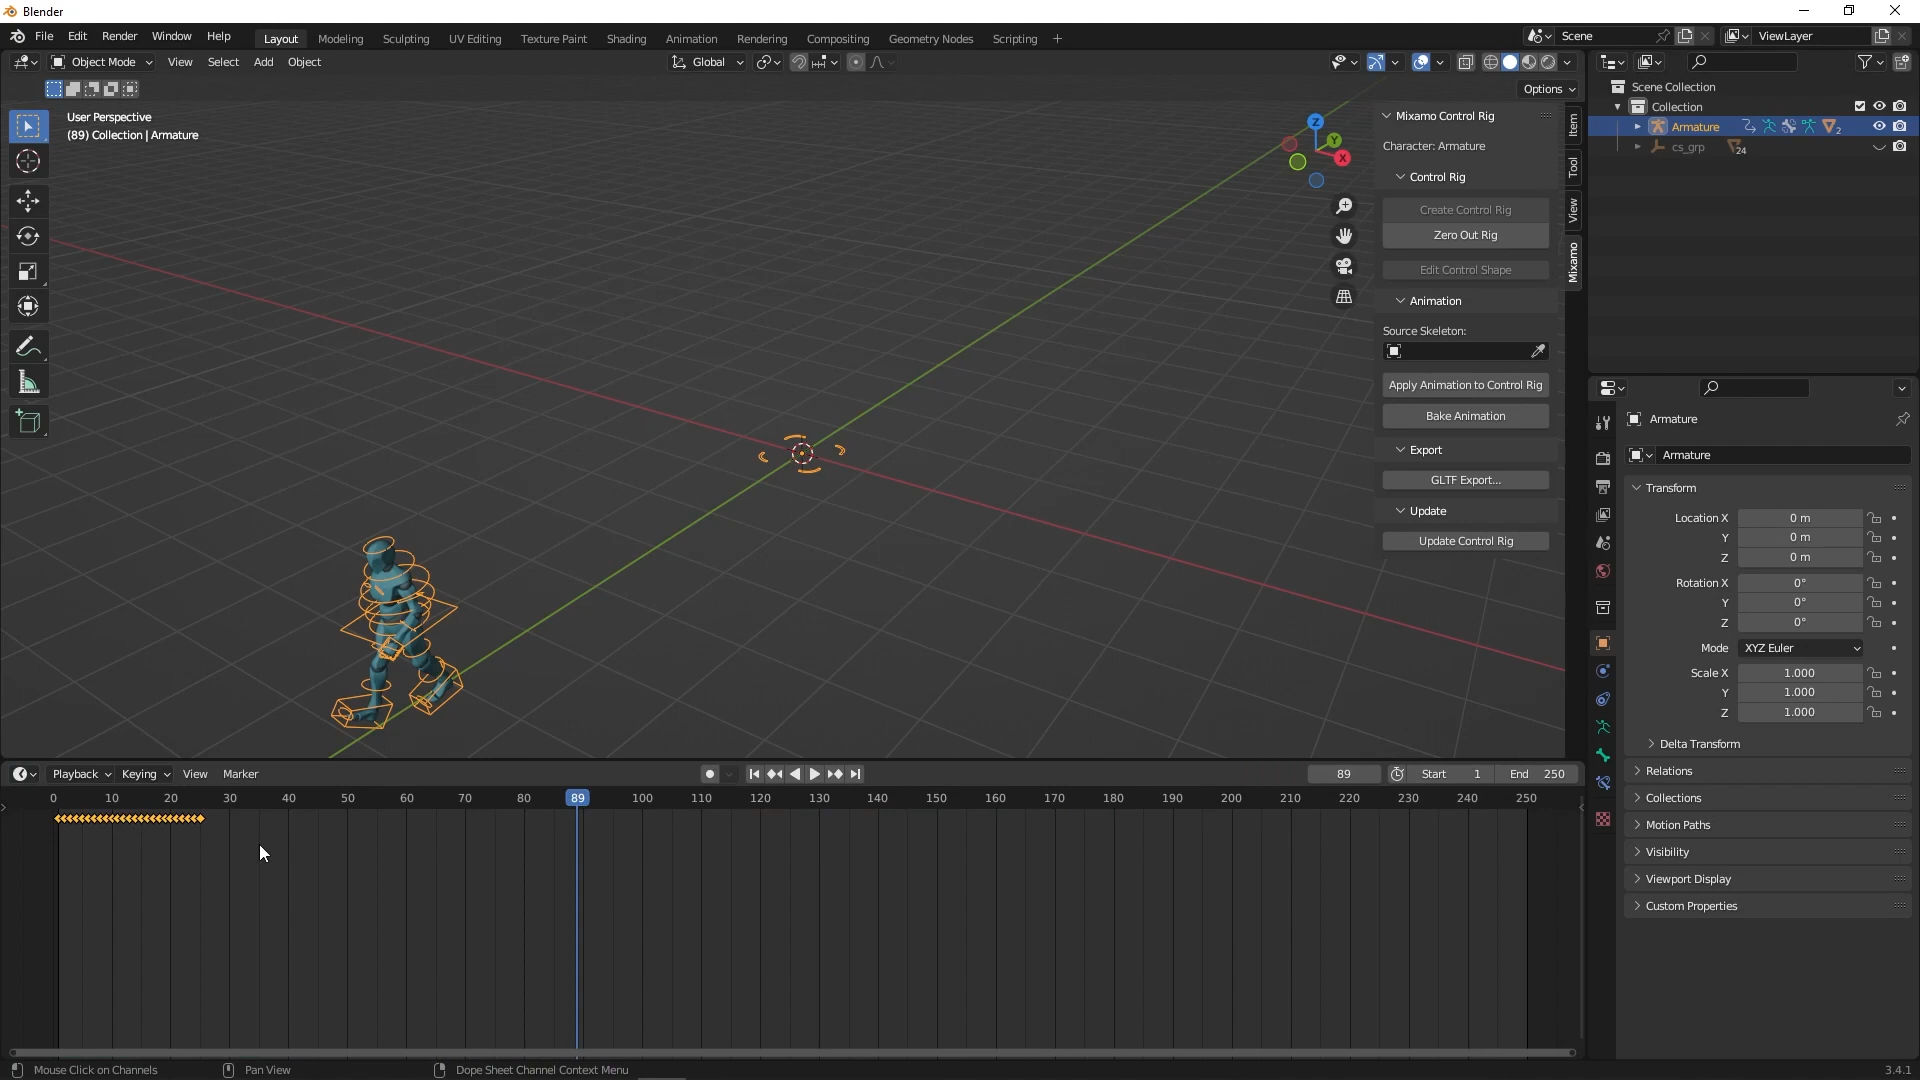 Blender
File Edit Render Window Help
Layout Modeling Sculpting UV Editing Texture Paint Shading Animation Rendering Compositing Geometry Nodes Scripting +
Scene
ViewLayer
Object Mode View Select Add Object
Global
Options
User Perspective
(89) Collection | Armature
Z
Y
X
Mixamo Control Rig
Character: Armature
Control Rig
Create Control Rig
Zero Out Rig
Edit Control Shape
Animation
Source Skeleton:
Apply Animation to Control Rig
Bake Animation
Export
GLTF Export...
Update
Update Control Rig
Item
Tool
View
Mixamo
Scene Collection
Collection
Armature 2
cs_grp 24
Armature
Armature
Transform
Location X 0 m
Y 0 m
Z 0 m
Rotation X 0°
Y 0°
Z 0°
Mode XYZ Euler
Scale X 1.000
Y 1.000
Z 1.000
Delta Transform
Relations
Collections
Motion Paths
Visibility
Viewport Display
Custom Properties
Playback Keying View Marker
89 Start 1 End 250
0 10 20 30 40 50 60 70 80 89 100 110 120 130 140 150 160 170 180 190 200 210 220 230 240 250
Mouse Click on Channels Pan View Dope Sheet Channel Context Menu
3.4.1